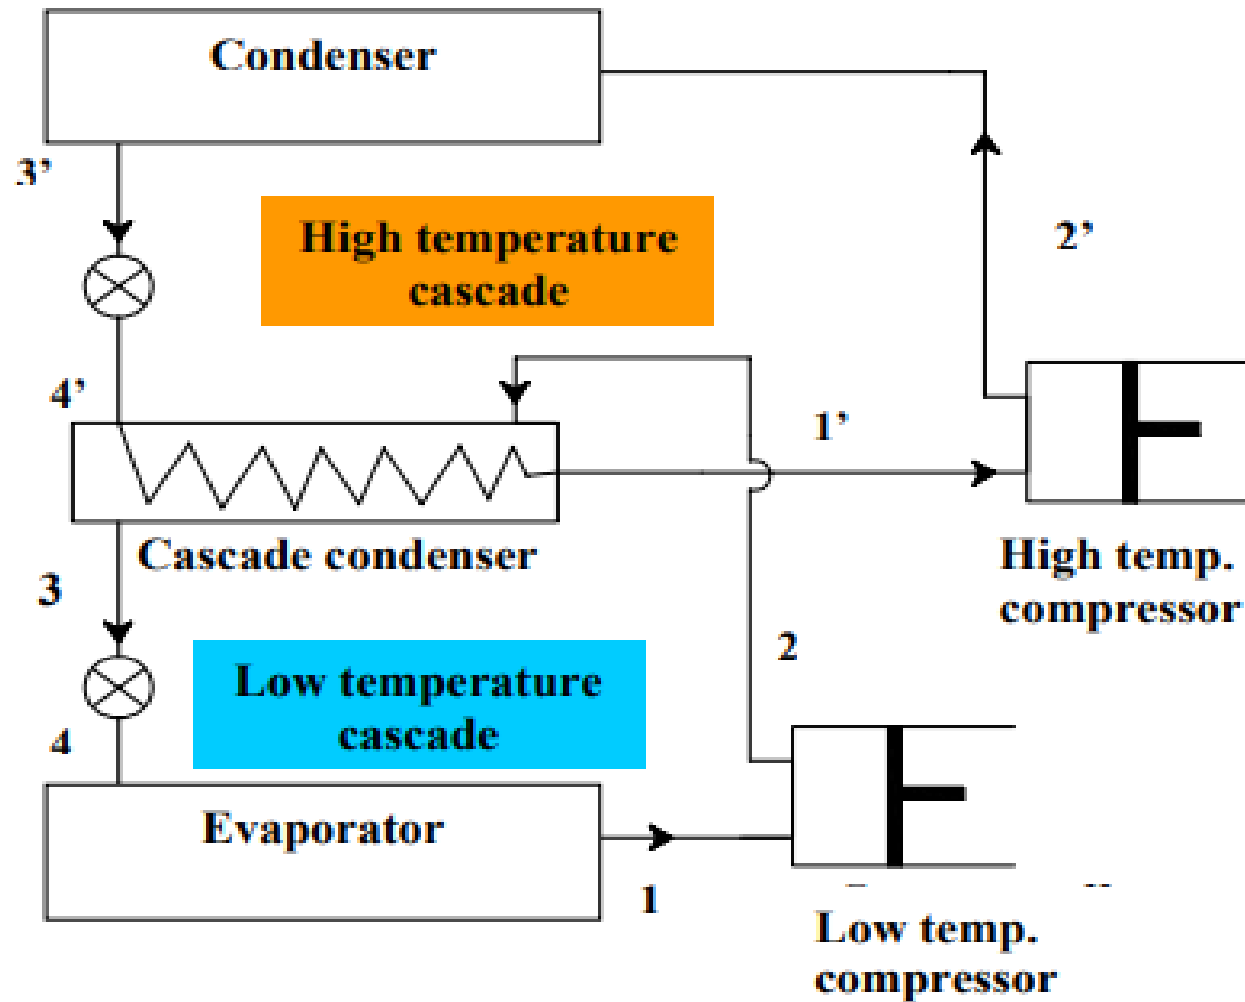 Condenser
3’
High temperature
cascade
2’
4’
1’
Cascade condenser
High temp.
compressor
3
2
Low temperature
cascade
4
Evaporator
1
Low temp.
compressor